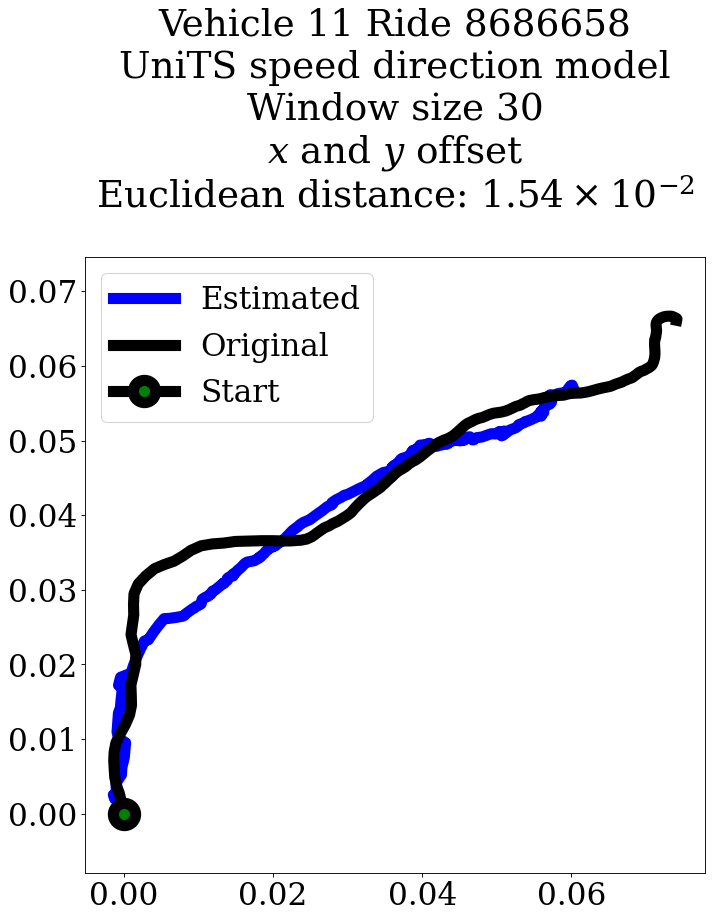 Vehicle 11 Ride 8686658
UniTS speed direction model
Window size 30
x and y offset
Euclidean distance: 1.54 × 10⁻²
Estimated
Original
Start
0.07
0.06
0.05
0.04
0.03
0.02
0.01
0.00
0.00 0.02 0.04 0.06